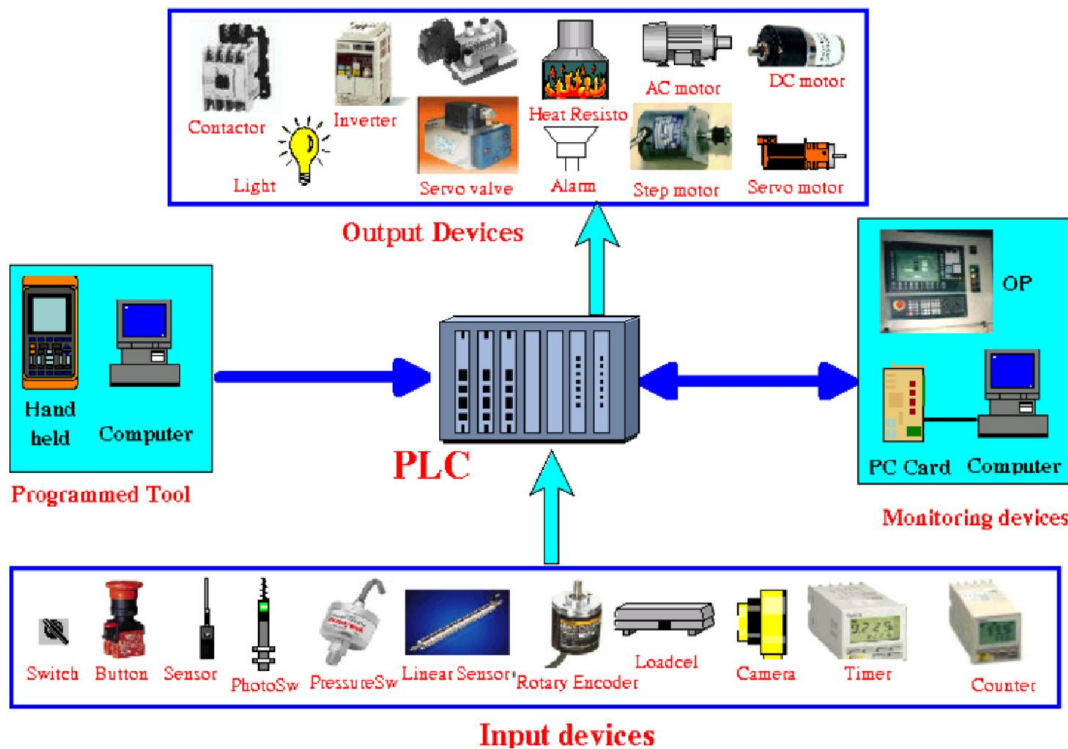 Contactor
Inverter
Servo valve
Heat Resisto
AC motor
DC motor
Light
Alarm
Step motor
Servo motor
Output Devices
Hand
held
Computer
Programmed Tool
PLC
OP
PC Card
Computer
Monitoring devices
Switch
Button
Sensor
PhotoSw
PressureSw
Linear Sensor
Rotary Encoder
Loadcel
Camera
Timer
Counter
Input devices